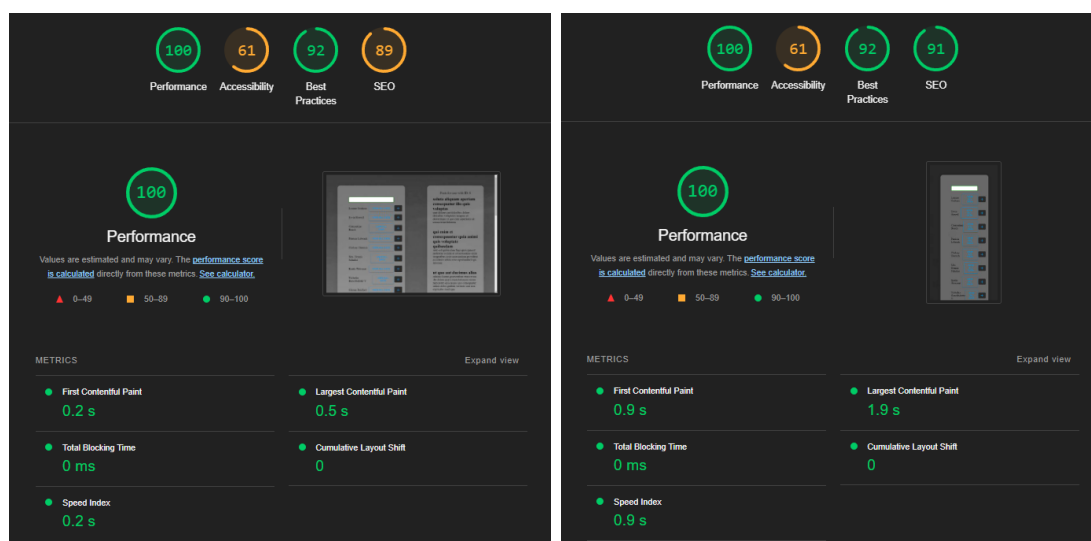 100
61
92
89
Performance
Accessibility
Best
Practices
SEO
100
Performance
Values are estimated and may vary. The performance score
is calculated directly from these metrics. See calculator.
0–49
50–89
90–100
METRICS
Expand view
First Contentful Paint
0.2 s
Largest Contentful Paint
0.5 s
Total Blocking Time
0 ms
Cumulative Layout Shift
0
Speed Index
0.2 s
100
61
92
91
Performance
Accessibility
Best
Practices
SEO
100
Performance
Values are estimated and may vary. The performance score
is calculated directly from these metrics. See calculator.
0–49
50–89
90–100
METRICS
Expand view
First Contentful Paint
0.9 s
Largest Contentful Paint
1.9 s
Total Blocking Time
0 ms
Cumulative Layout Shift
0
Speed Index
0.9 s